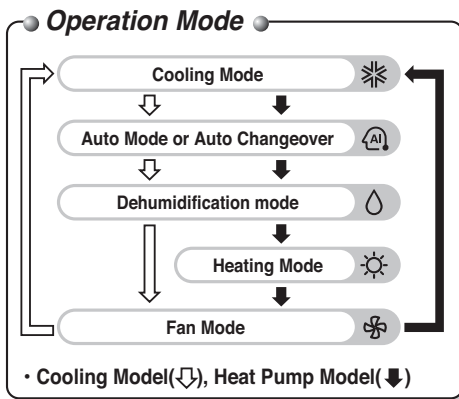 Operation Mode
Cooling Mode
Auto Mode or Auto Changeover
AI
Dehumidification mode
Heating Mode
Fan Mode
· Cooling Model(⇩), Heat Pump Model(⬇)